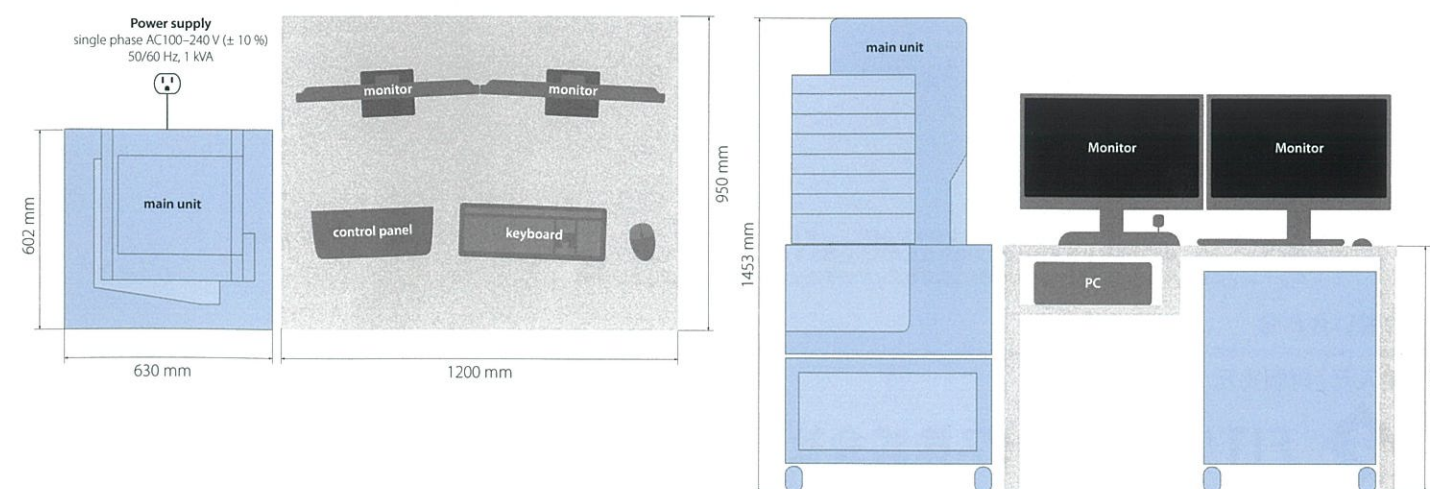 Power supply
single phase AC100–240 V (± 10 %)
50/60 Hz, 1 kVA
monitor
monitor
main unit
control panel
keyboard
602 mm
630 mm
1200 mm
950 mm
main unit
1453 mm
Monitor
Monitor
PC